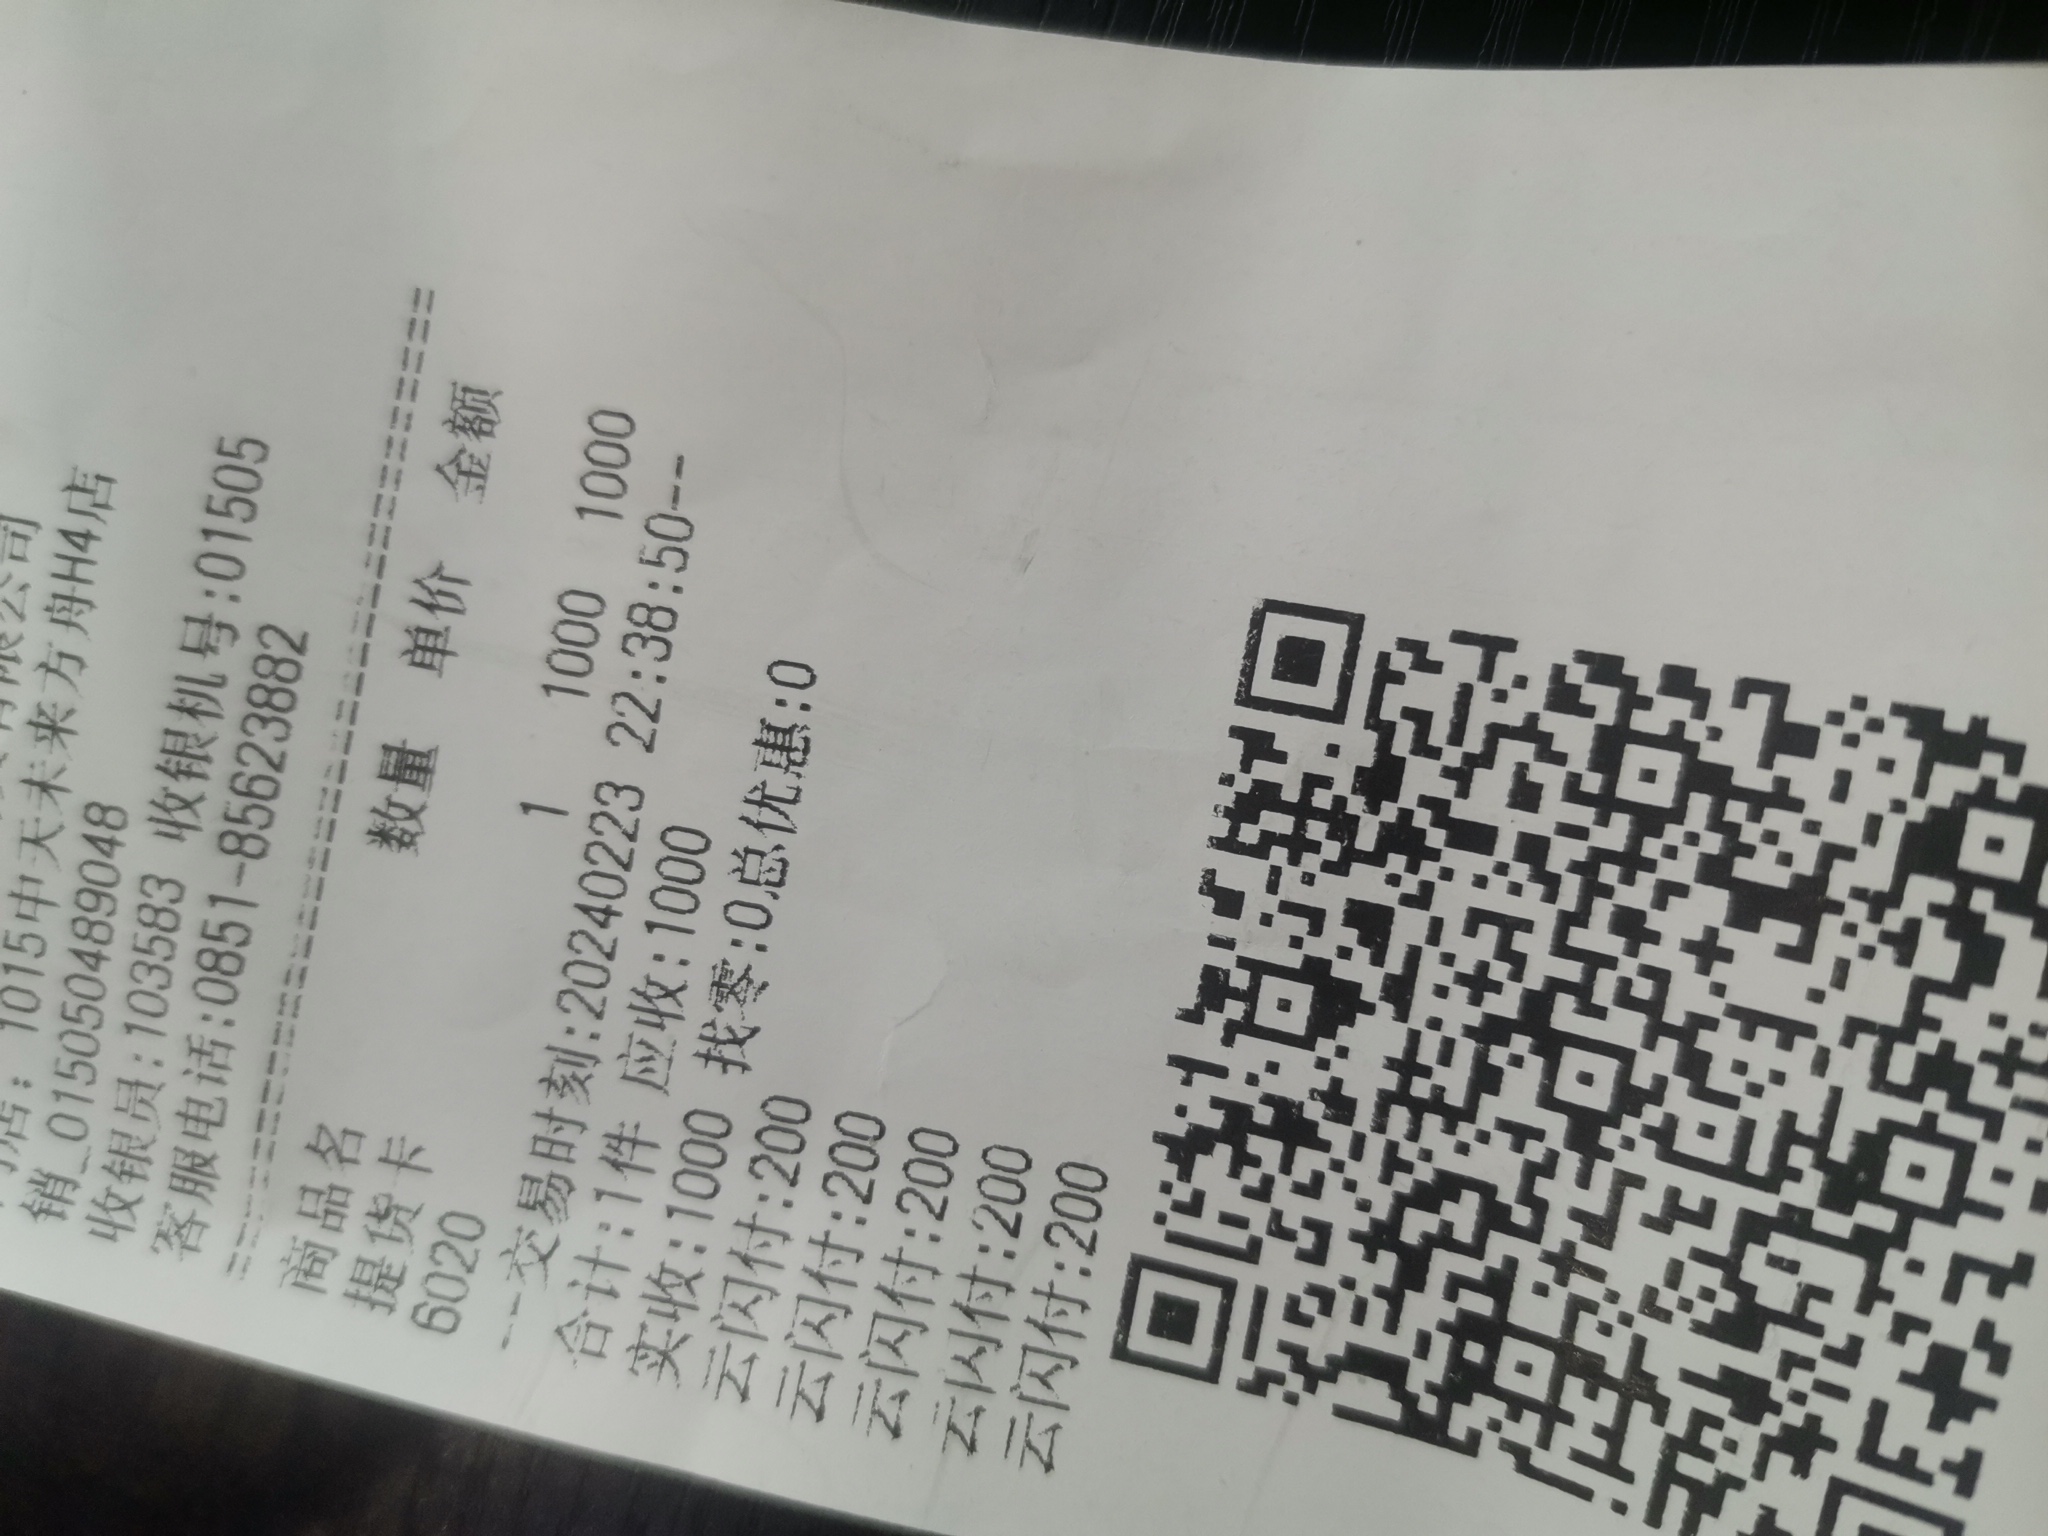 有限公司
店: 1015中天未来方舟H4店
销_015050489048
收银员:103583 收银机号:01505
客服电话:0851-85623882
================================
商品名 数量 单价 金额
提货卡
6020 1 1000 1000
--交易时刻:20240223 22:38:50--
合计:1件 应收:1000
实收:1000 找零:0总优惠:0
云闪付:200
云闪付:200
云闪付:200
云闪付:200
云闪付:200